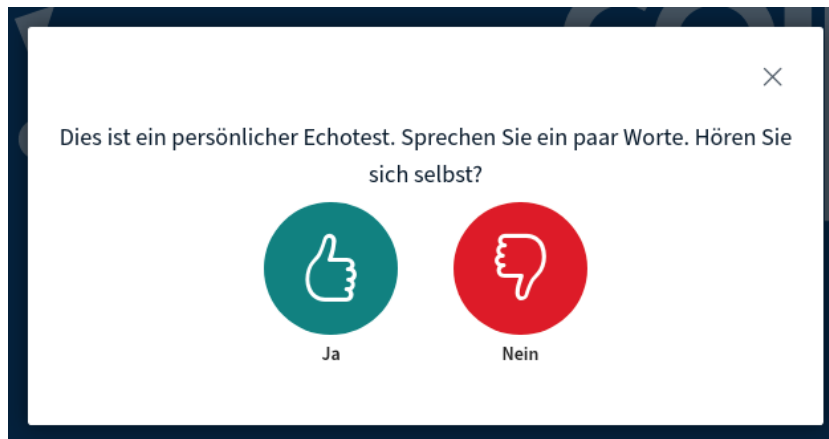 Dies ist ein persönlicher Echotest. Sprechen Sie ein paar Worte. Hören Sie
sich selbst?
Ja
Nein